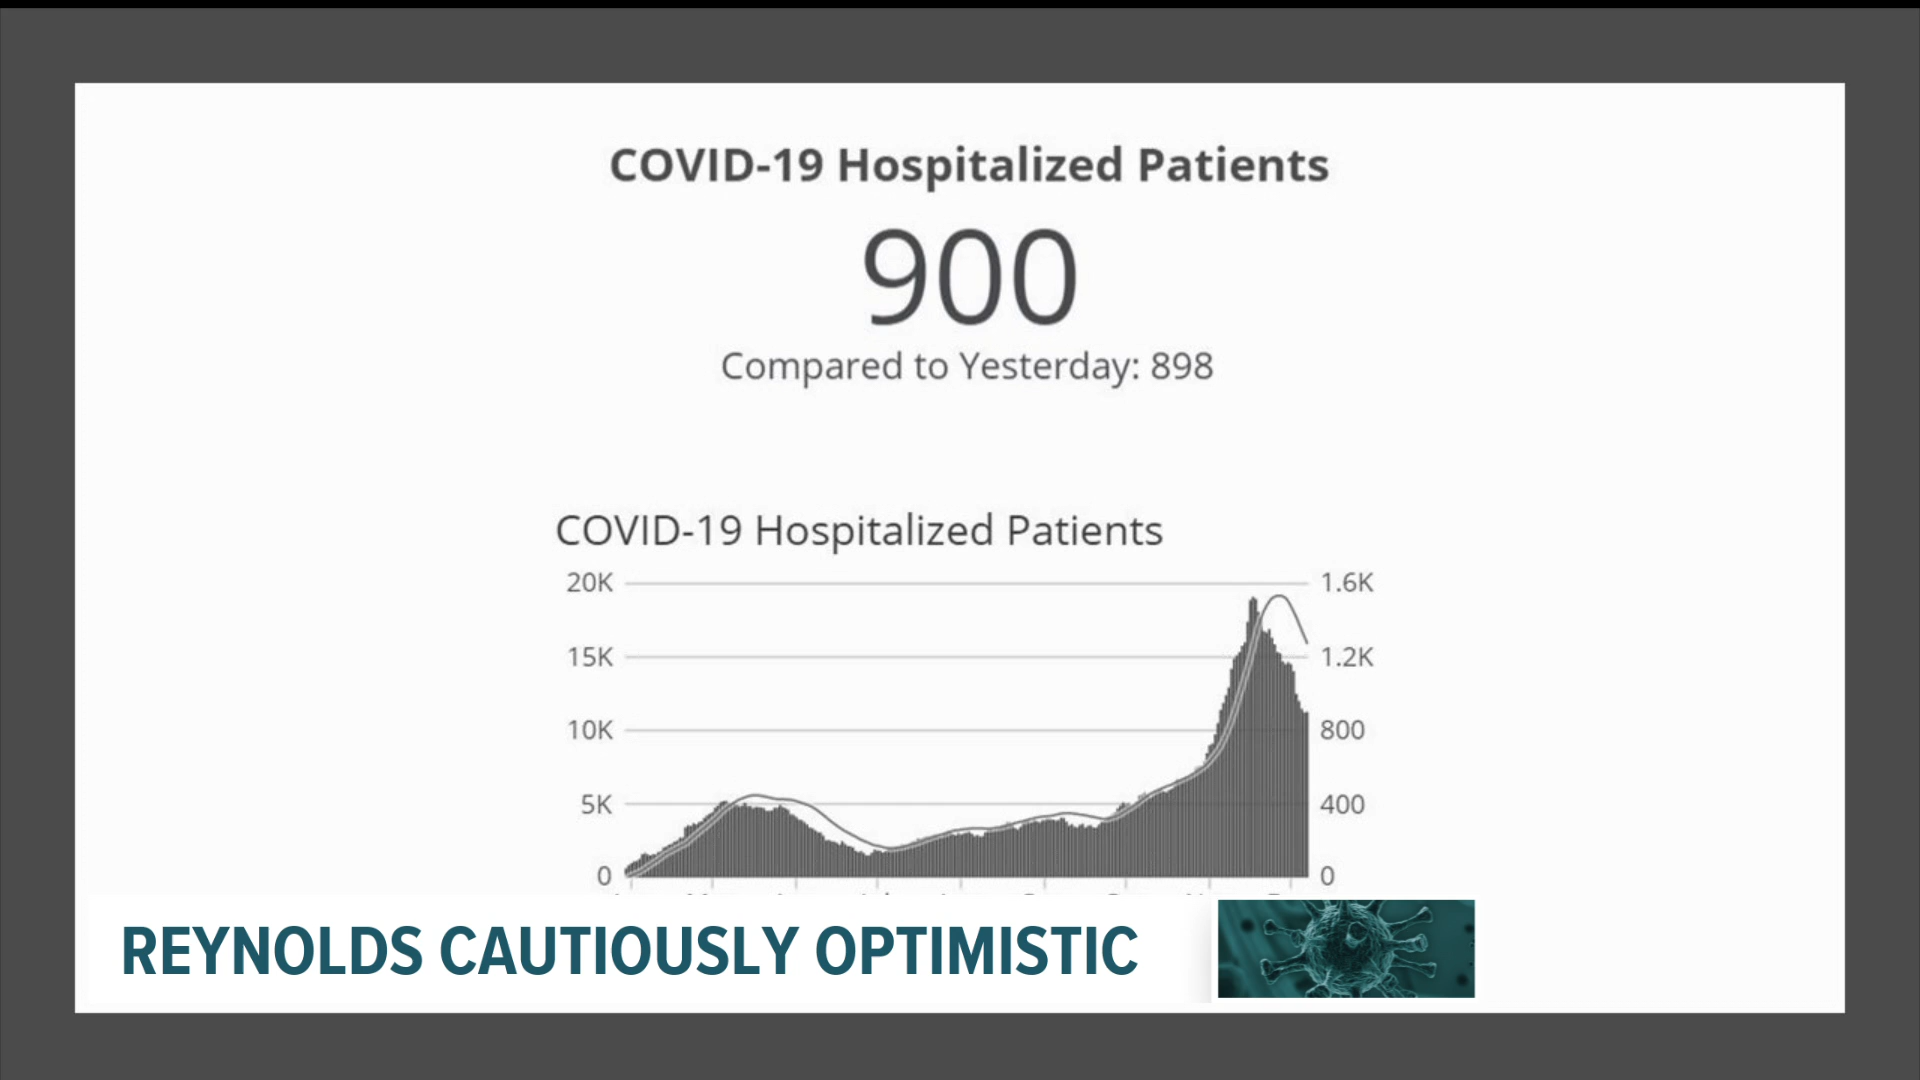 COVID-19 Hospitalized Patients
900
Compared to Yesterday: 898
COVID-19 Hospitalized Patients
20K
1.6K
15K
1.2K
10K
800
5K
400
0
0
REYNOLDS CAUTIOUSLY OPTIMISTIC